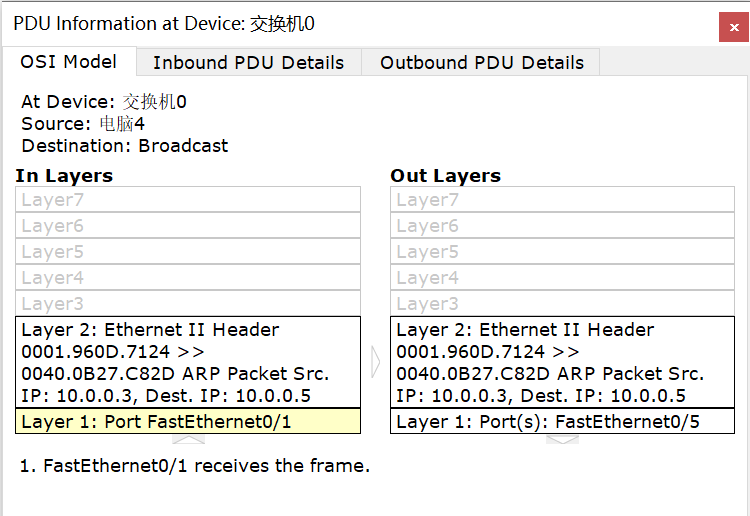 PDU Information at Device: 交换机0
×
OSI Model
Inbound PDU Details
Outbound PDU Details
At Device: 交换机0
Source: 电脑4
Destination: Broadcast
In Layers
Layer7
Layer6
Layer5
Layer4
Layer3
Layer 2: Ethernet II Header
0001.960D.7124 >>
0040.0B27.C82D ARP Packet Src.
IP: 10.0.0.3, Dest. IP: 10.0.0.5
Layer 1: Port FastEthernet0/1
Out Layers
Layer7
Layer6
Layer5
Layer4
Layer3
Layer 2: Ethernet II Header
0001.960D.7124 >>
0040.0B27.C82D ARP Packet Src.
IP: 10.0.0.3, Dest. IP: 10.0.0.5
Layer 1: Port(s): FastEthernet0/5
1. FastEthernet0/1 receives the frame.